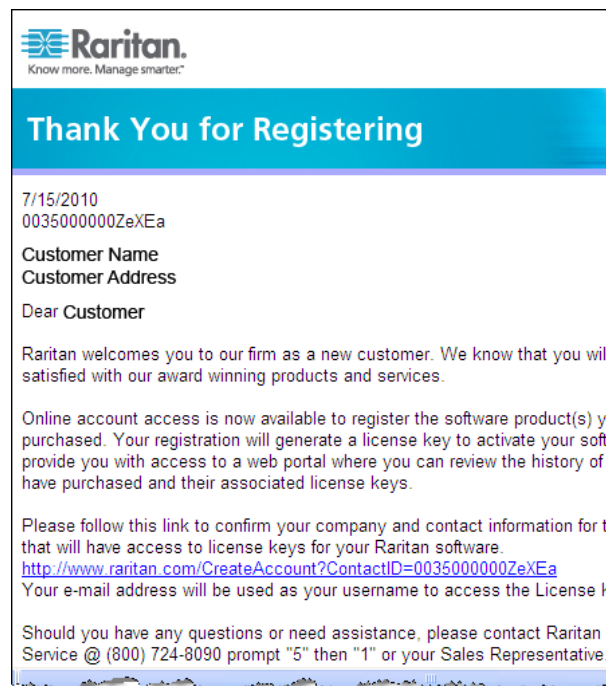 Raritan.
Know more. Manage smarter.™
Thank You for Registering
7/15/2010
0035000000ZeXEa
Customer Name
Customer Address
Dear Customer
Raritan welcomes you to our firm as a new customer. We know that you wil
satisfied with our award winning products and services.
Online account access is now available to register the software product(s) y
purchased. Your registration will generate a license key to activate your soft
provide you with access to a web portal where you can review the history of
have purchased and their associated license keys.
Please follow this link to confirm your company and contact information for t
that will have access to license keys for your Raritan software.
http://www.raritan.com/CreateAccount?ContactID=0035000000ZeXEa
Your e-mail address will be used as your username to access the License K
Should you have any questions or need assistance, please contact Raritan
Service @ (800) 724-8090 prompt "5" then "1" or your Sales Representative.